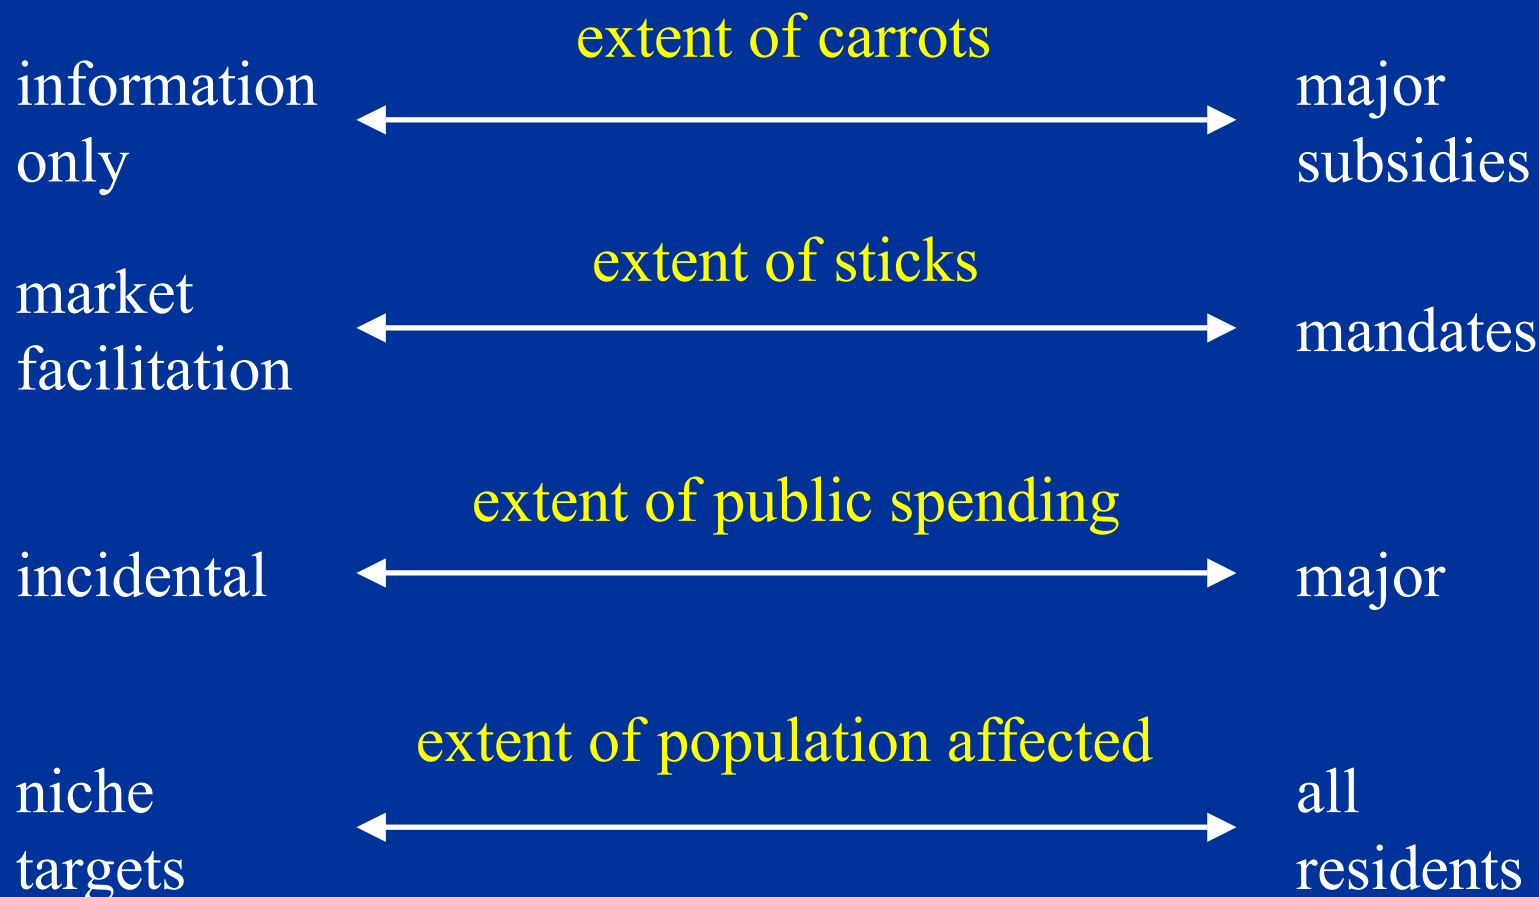 extent of carrots
information
only
major
subsidies
extent of sticks
market
facilitation
mandates
extent of public spending
incidental
major
extent of population affected
niche
targets
all
residents